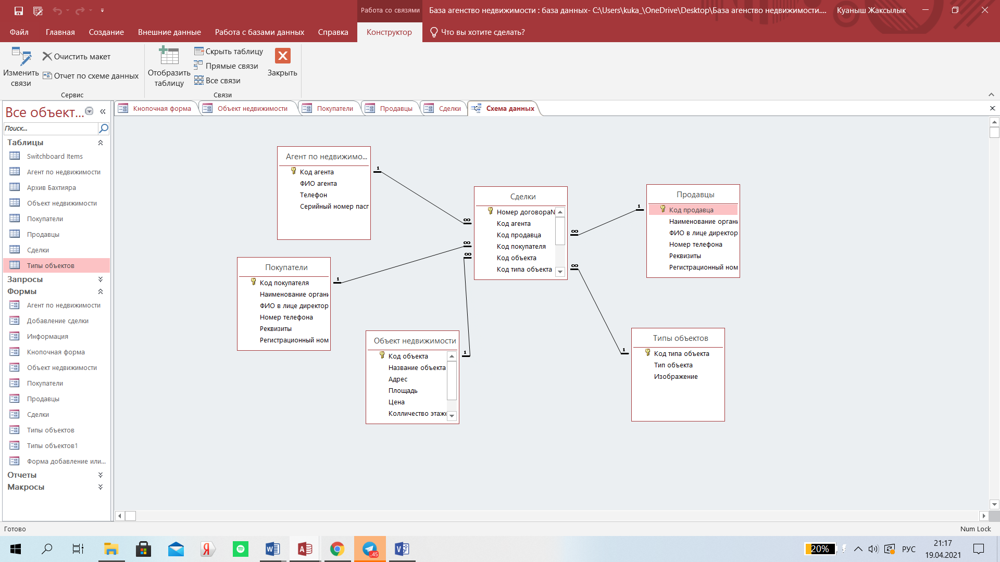 Работа со связями
База агенство недвижимости : база данных- C:\Users\kuka_\OneDrive\Desktop\База агенство недвижимости....
Куаныш Жаксылык
Файл
Главная
Создание
Внешние данные
Работа с базами данных
Справка
Конструктор
Что вы хотите сделать?
Изменить связи
Очистить макет
Отчет по схеме данных
Сервис
Отобразить таблицу
Скрыть таблицу
Прямые связи
Все связи
Закрыть
Связи
Все объект...
Поиск...
Таблицы
Switchboard Items
Агент по недвижимости
Архив Бахтияра
Объект недвижимости
Покупатели
Продавцы
Сделки
Типы объектов
Запросы
Формы
Агент по недвижимости
Добавление сделки
Информация
Кнопочная форма
Объект недвижимости
Покупатели
Продавцы
Сделки
Типы объектов
Типы объектов1
Форма добавление или...
Отчеты
Макросы
Кнопочная форма
Объект недвижимости
Покупатели
Продавцы
Сделки
Схема данных
Агент по недвижимо...
Код агента
ФИО агента
Телефон
Серийный номер пасп
1
∞
Сделки
Номер договораN
Код агента
Код продавца
Код покупателя
Код объекта
Код типа объекта
∞
1
Продавцы
Код продавца
Наименование органи
ФИО в лице директор
Номер телефона
Реквизиты
Регистрационный ном
Покупатели
Код покупателя
Наименование органи
ФИО в лице директор
Номер телефона
Реквизиты
Регистрационный ном
1
∞
∞
Объект недвижимости
Код объекта
Название объекта
Адрес
Площадь
Цена
Колличество этаже
1
∞
1
Типы объектов
Код типа объекта
Тип объекта
Изображение
Готово
Num Lock
45
20%
РУС
21:17
19.04.2021